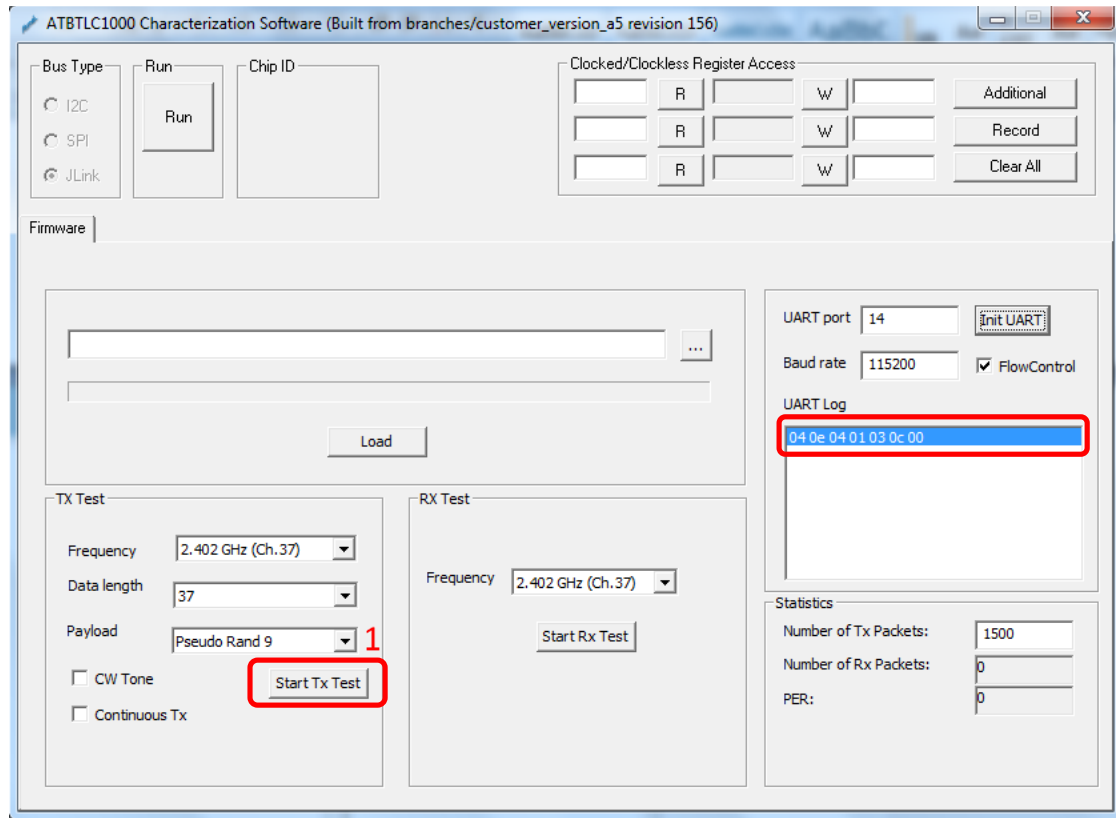 ATBTLC1000 Characterization Software (Built from branches/customer_version_a5 revision 156)
Bus Type
I2C
SPI
JLink
Run
Run
Chip ID
Clocked/Clockless Register Access
R W Additional
R W Record
R W Clear All
Firmware
...
Load
UART port 14 Init UART
Baud rate 115200 FlowControl
UART Log
04 0e 04 01 03 0c 00
TX Test
Frequency 2.402 GHz (Ch.37)
Data length 37
Payload Pseudo Rand 9 1
CW Tone Start Tx Test
Continuous Tx
RX Test
Frequency 2.402 GHz (Ch.37)
Start Rx Test
Statistics
Number of Tx Packets: 1500
Number of Rx Packets: 0
PER: 0